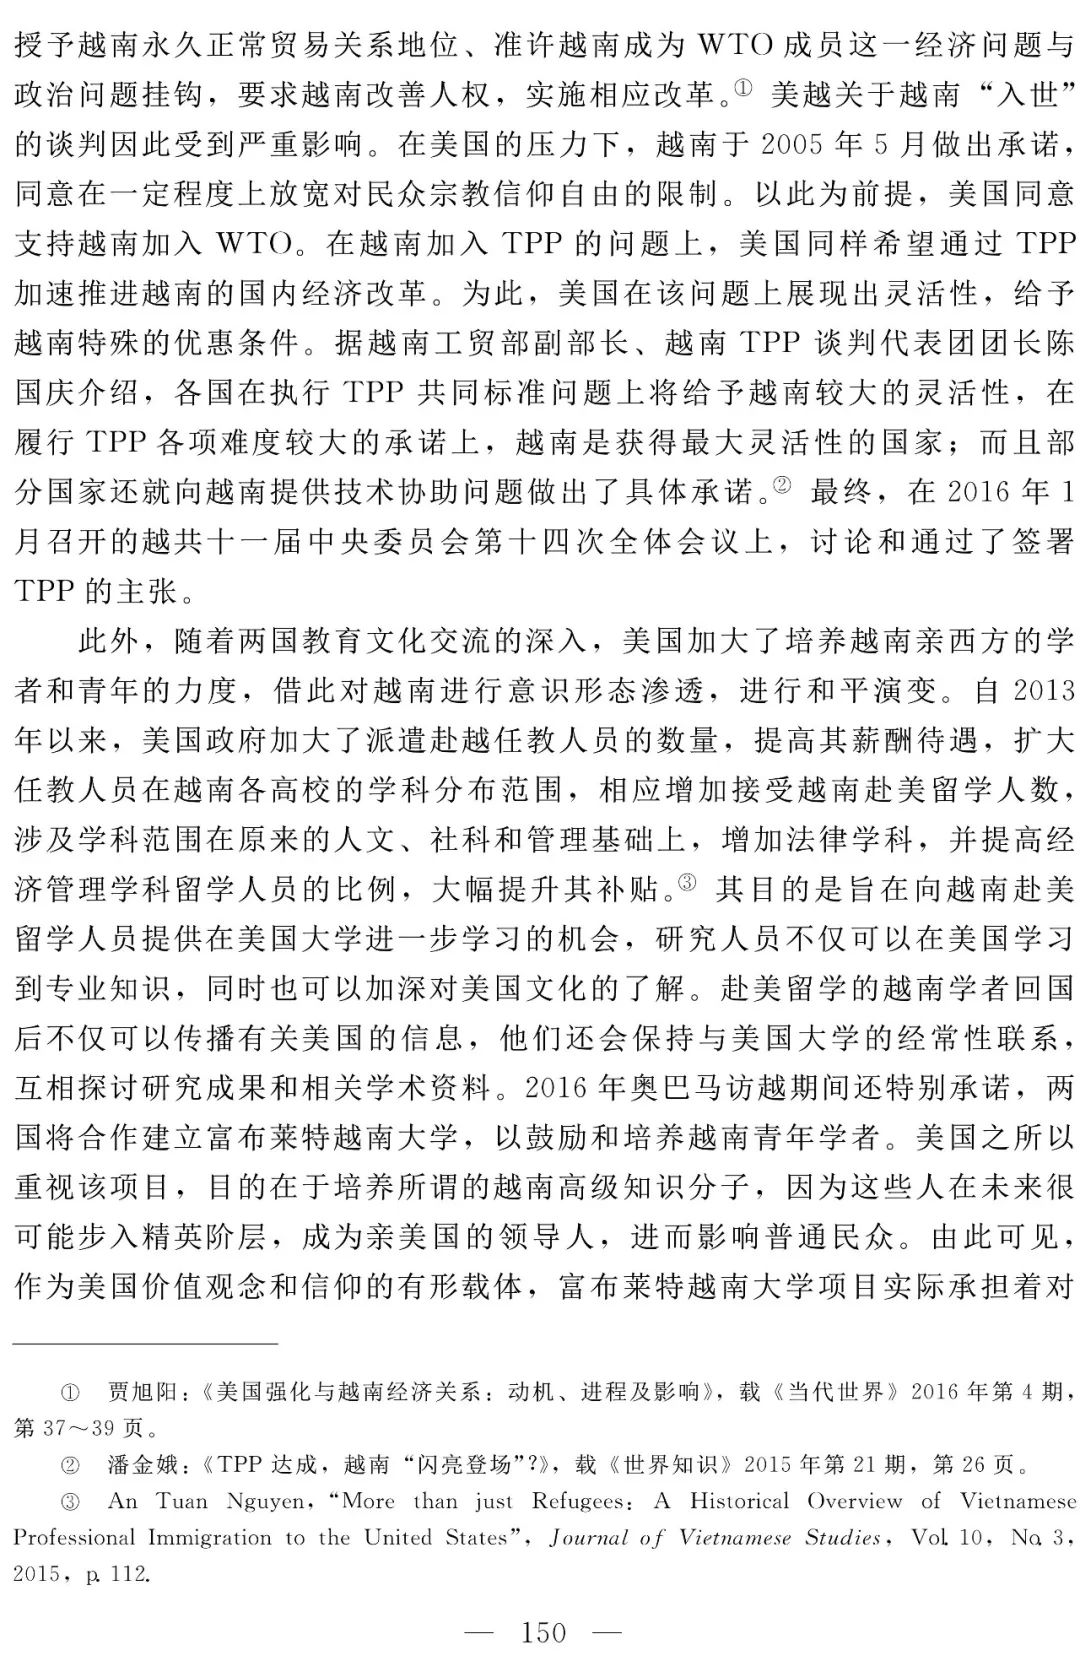 授予越南永久正常贸易关系地位、准许越南成为 WTO 成员这一经济问题与
政治问题挂钩，要求越南改善人权，实施相应改革。① 美越关于越南“入世”
的谈判因此受到严重影响。在美国的压力下，越南于 2005 年 5 月做出承诺，
同意在一定程度上放宽对民众宗教信仰自由的限制。以此为前提，美国同意
支持越南加入 WTO。在越南加入 TPP 的问题上，美国同样希望通过 TPP
加速推进越南的国内经济改革。为此，美国在该问题上展现出灵活性，给予
越南特殊的优惠条件。据越南工贸部副部长、越南 TPP 谈判代表团团长陈
国庆介绍，各国在执行 TPP 共同标准问题上将给予越南较大的灵活性，在
履行 TPP 各项难度较大的承诺上，越南是获得最大灵活性的国家；而且部
分国家还就向越南提供技术协助问题做出了具体承诺。② 最终，在 2016 年 1
月召开的越共十一届中央委员会第十四次全体会议上，讨论和通过了签署
TPP 的主张。
此外，随着两国教育文化交流的深入，美国加大了培养越南亲西方的学
者和青年的力度，借此对越南进行意识形态渗透，进行和平演变。自 2013
年以来，美国政府加大了派遣赴越任教人员的数量，提高其薪酬待遇，扩大
任教人员在越南各高校的学科分布范围，相应增加接受越南赴美留学人数，
涉及学科范围在原来的人文、社科和管理基础上，增加法律学科，并提高经
济管理学科留学人员的比例，大幅提升其补贴。③ 其目的是旨在向越南赴美
留学人员提供在美国大学进一步学习的机会，研究人员不仅可以在美国学习
到专业知识，同时也可以加深对美国文化的了解。赴美留学的越南学者回国
后不仅可以传播有关美国的信息，他们还会保持与美国大学的经常性联系，
互相探讨研究成果和相关学术资料。2016 年奥巴马访越期间还特别承诺，两
国将合作建立富布莱特越南大学，以鼓励和培养越南青年学者。美国之所以
重视该项目，目的在于培养所谓的越南高级知识分子，因为这些人在未来很
可能步入精英阶层，成为亲美国的领导人，进而影响普通民众。由此可见，
作为美国价值观念和信仰的有形载体，富布莱特越南大学项目实际承担着对
① 贾旭阳：《美国强化与越南经济关系：动机、进程及影响》，载《当代世界》2016 年第 4 期，
第 37～39 页。
② 潘金娥：《TPP 达成，越南“闪亮登场”？》，载《世界知识》2015 年第 21 期，第 26 页。
③ An Tuan Nguyen, “More than just Refugees: A Historical Overview of Vietnamese
Professional Immigration to the United States”, Journal of Vietnamese Studies, Vol. 10, No. 3,
2015, p. 112.
— 150 —